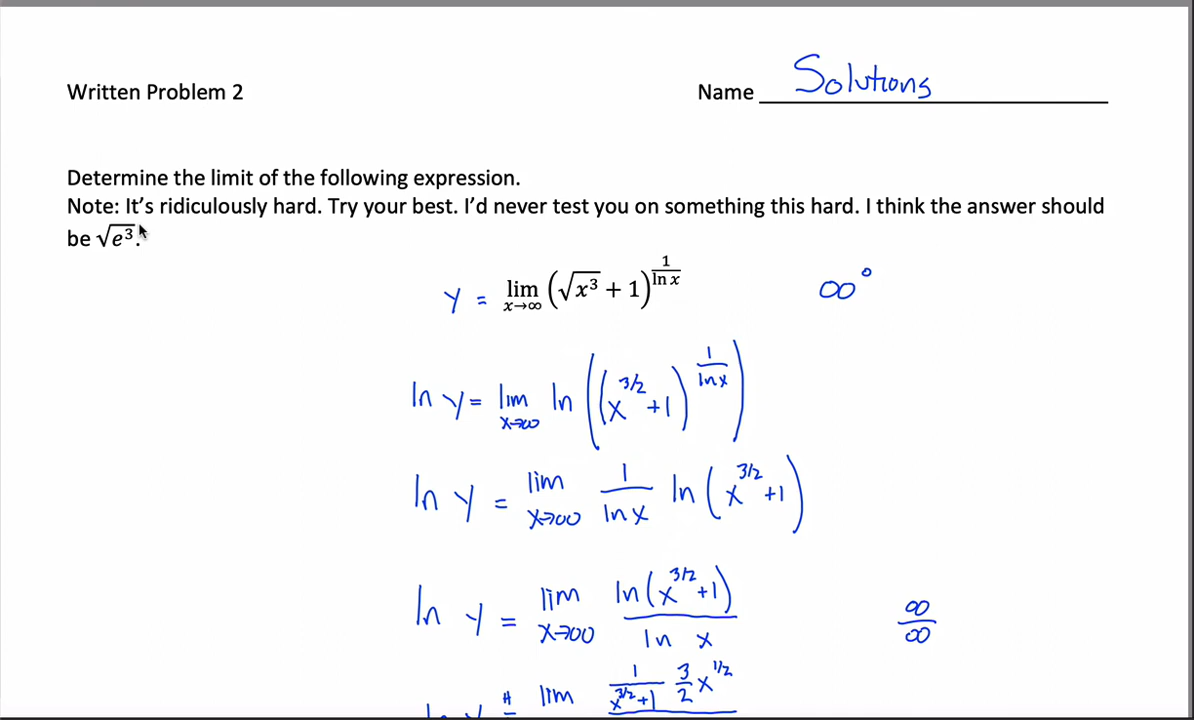 Written Problem 2 Name Solutions
Determine the limit of the following expression.
Note: It's ridiculously hard. Try your best. I'd never test you on something this hard. I think the answer should
be √e³.
y = lim x→∞ (√x³ + 1)^(1/ln x) ∞⁰
ln y = lim x→∞ ln((x^(3/2) + 1)^(1/ln x))
ln y = lim x→∞ 1/ln x ln(x^(3/2) + 1)
ln y = lim x→∞ ln(x^(3/2) + 1)/ln x ∞/∞
ln y H= lim 1/(x^(3/2) + 1) 3/2 x^(1/2)